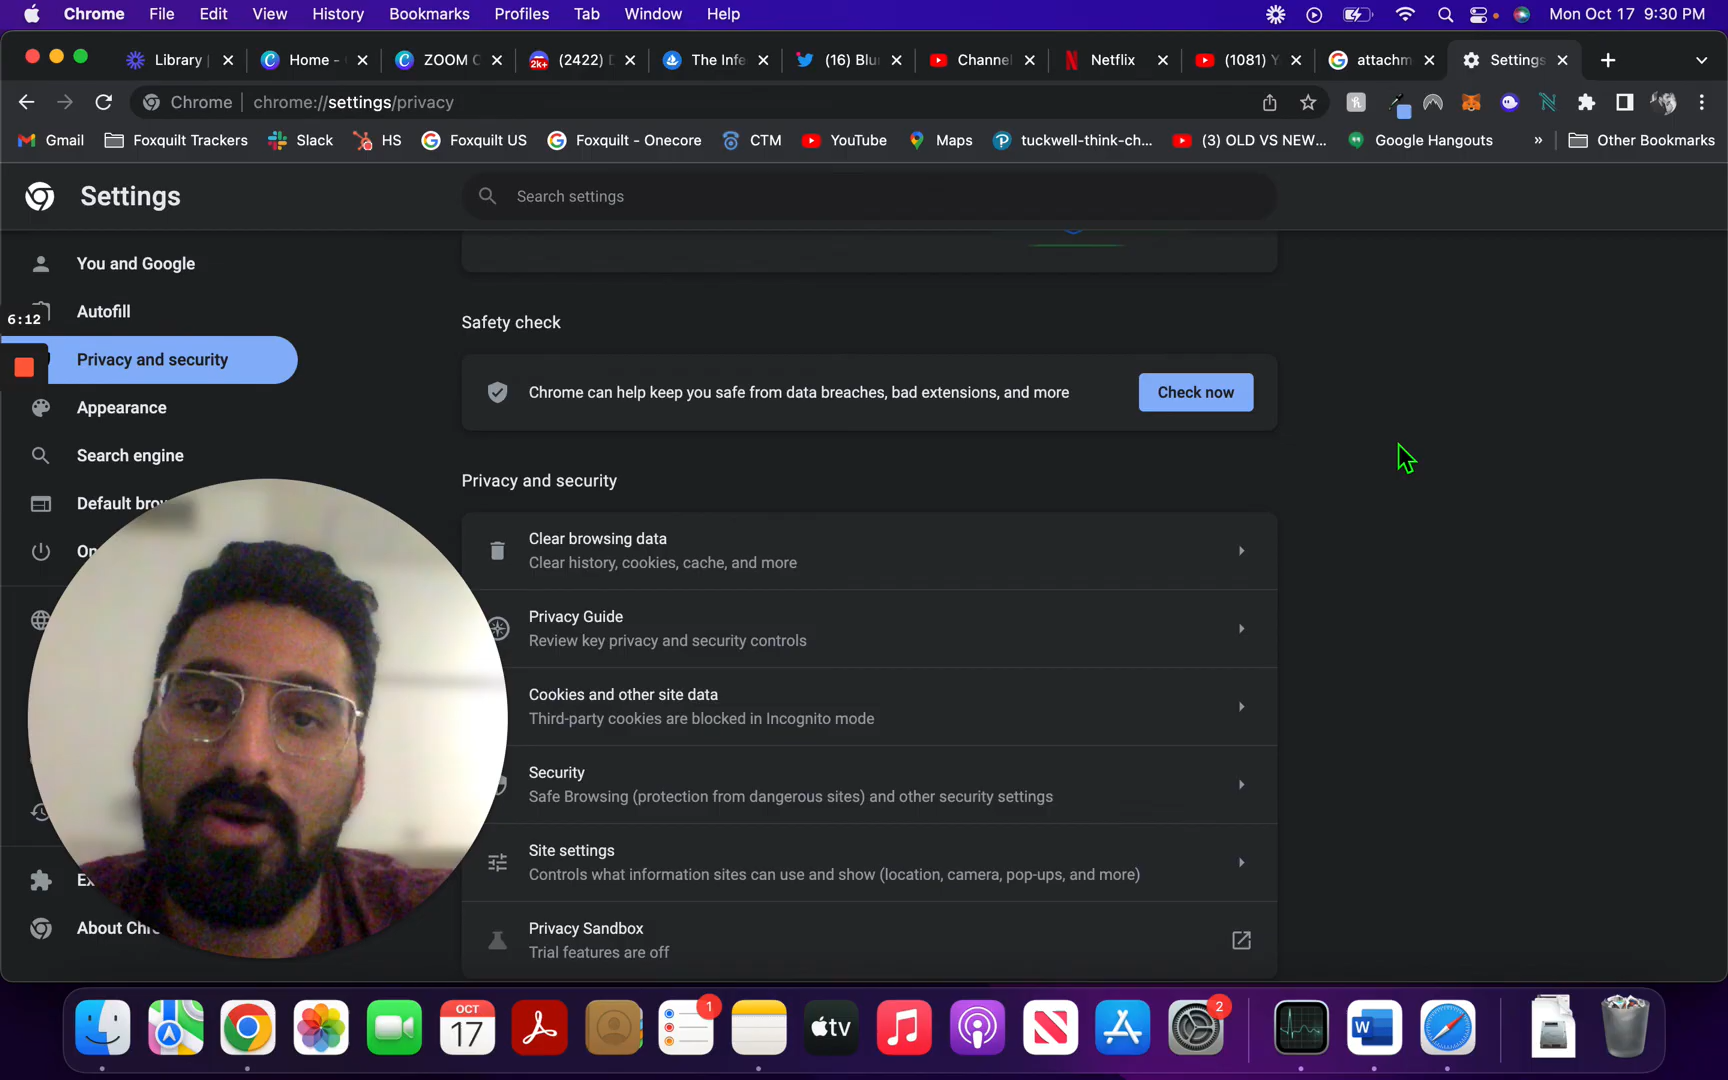 Chrome File Edit View History Bookmarks Profiles Tab Window Help Mon Oct 17 9:30 PM
Library Home - ZOOM C 2k+ (2422) The Infe (16) Blu Channel Netflix (1081) Y attachm Settings
Chrome chrome://settings/privacy
Gmail Foxquilt Trackers Slack HS Foxquilt US Foxquilt - Onecore CTM YouTube Maps tuckwell-think-ch... (3) OLD VS NEW... Google Hangouts » Other Bookmarks
Settings
Search settings
You and Google
Autofill
6:12
Privacy and security
Appearance
Search engine
Default brow
On
Ex
About Chr
Safety check
Chrome can help keep you safe from data breaches, bad extensions, and more
Check now
Privacy and security
Clear browsing data
Clear history, cookies, cache, and more
Privacy Guide
Review key privacy and security controls
Cookies and other site data
Third-party cookies are blocked in Incognito mode
Security
Safe Browsing (protection from dangerous sites) and other security settings
Site settings
Controls what information sites can use and show (location, camera, pop-ups, and more)
Privacy Sandbox
Trial features are off
OCT
17
1
tv
2
W